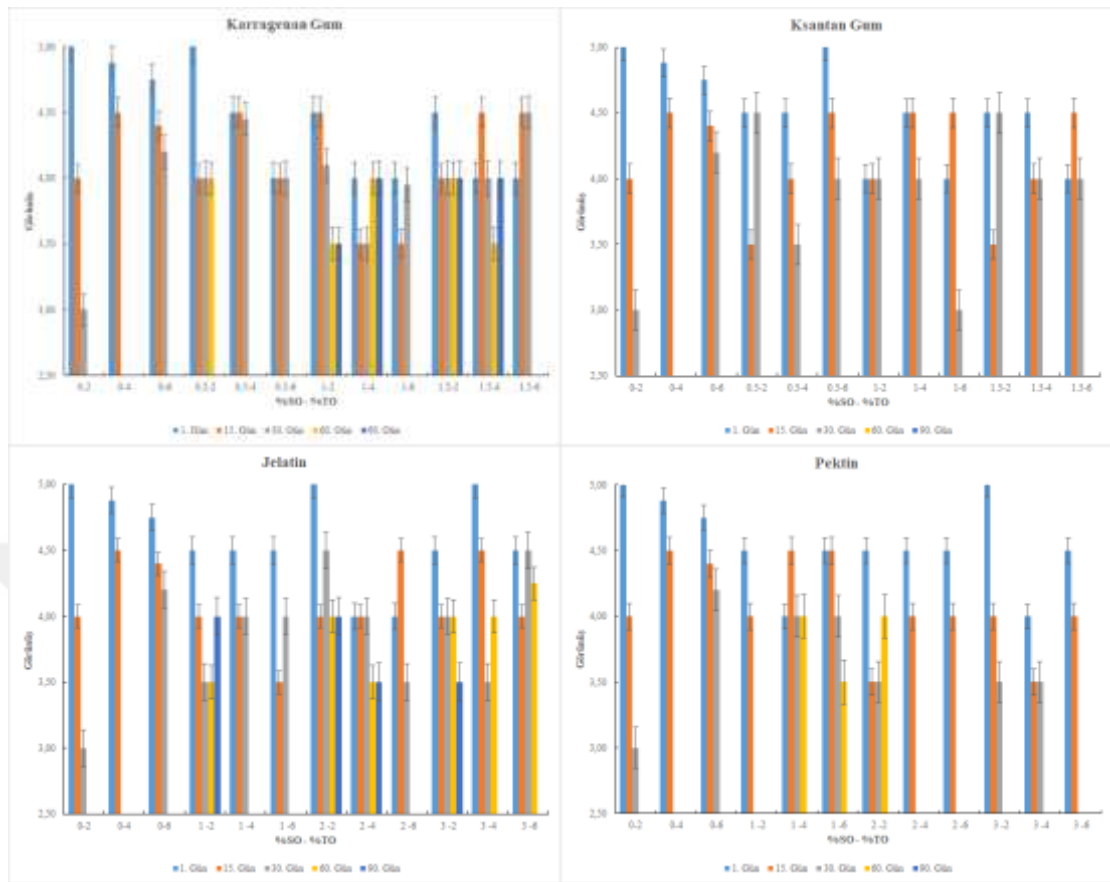 Karragenan Gum
5,00
4,50
4,00
3,50
3,00
2,50
Görünüş
0-2 0-4 0-6 0.5-2 0.5-4 0.5-6 1-2 1-4 1-6 1.5-2 1.5-4 1.5-6
%SO - %TO
1. Gün 15. Gün 30. Gün 60. Gün 90. Gün
Ksantan Gum
5,00
4,50
4,00
3,50
3,00
2,50
Görünüş
0-2 0-4 0-6 0.5-2 0.5-4 0.5-6 1-2 1-4 1-6 1.5-2 1.5-4 1.5-6
%SO - %TO
1. Gün 15. Gün 30. Gün 60. Gün 90. Gün
Jelatin
5,00
4,50
4,00
3,50
3,00
2,50
Görünüş
0-2 0-4 0-6 1 -2 1 -4 1 -6 2 -2 2 -4 2 -6 3 -2 3 -4 3 -6
%SO - %TO
1. Gün 15. Gün 30. Gün 60. Gün 90. Gün
Pektin
5,00
4,50
4,00
3,50
3,00
2,50
Görünüş
0-2 0-4 0-6 1 -2 1 -4 1 -6 2 -2 2 -4 2 -6 3 -2 3 -4 3 -6
%SO - %TO
1. Gün 15. Gün 30. Gün 60. Gün 90. Gün